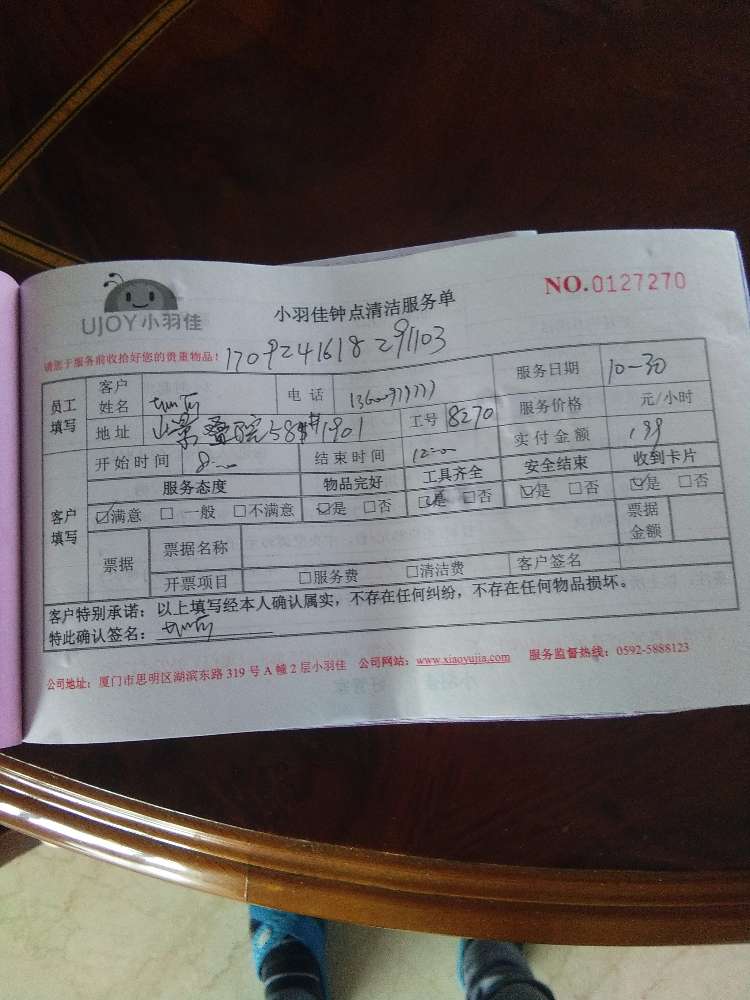 UJOY小羽佳
小羽佳钟点清洁服务单
NO.0127270
请您于服务前收拾好您的贵重物品！
1709241618291103
员工填写 客户姓名 电话 服务日期 10-30
地址 工号 8270 服务价格 元/小时
1901
开始时间 8:00 结束时间 12:00 实付金额 199
客户填写 服务态度 物品完好 工具齐全 安全结束 收到卡片
☑满意 □一般 □不满意 ☑是 □否 ☑是 □否 ☑是 □否 ☑是 □否
票据 票据名称 票据金额
开票项目 □服务费 □清洁费 客户签名
客户特别承诺：以上填写经本人确认属实，不存在任何纠纷，不存在任何物品损坏。
特此确认签名：
公司地址：厦门市思明区湖滨东路319号A幢2层小羽佳 公司网站：www.xiaoyujia.com 服务监督热线：0592-5888123